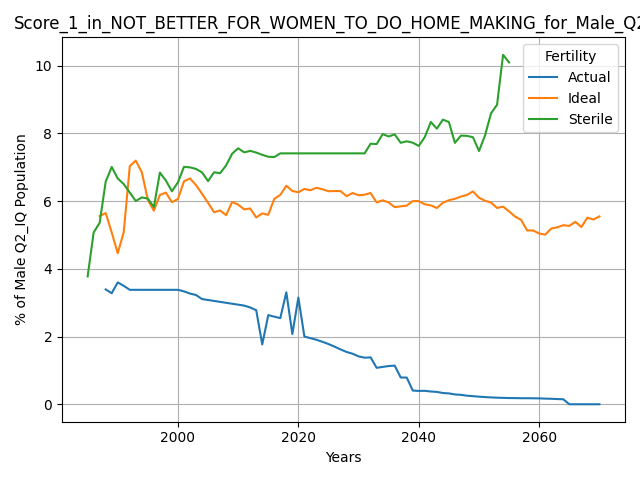 Score_1_in_NOT_BETTER_FOR_WOMEN_TO_DO_HOME_MAKING_for_Male_Q2
% of Male Q2_IQ Population
10
8
6
4
2
0
2000
2020
2040
2060
Years
Fertility
Actual
Ideal
Sterile